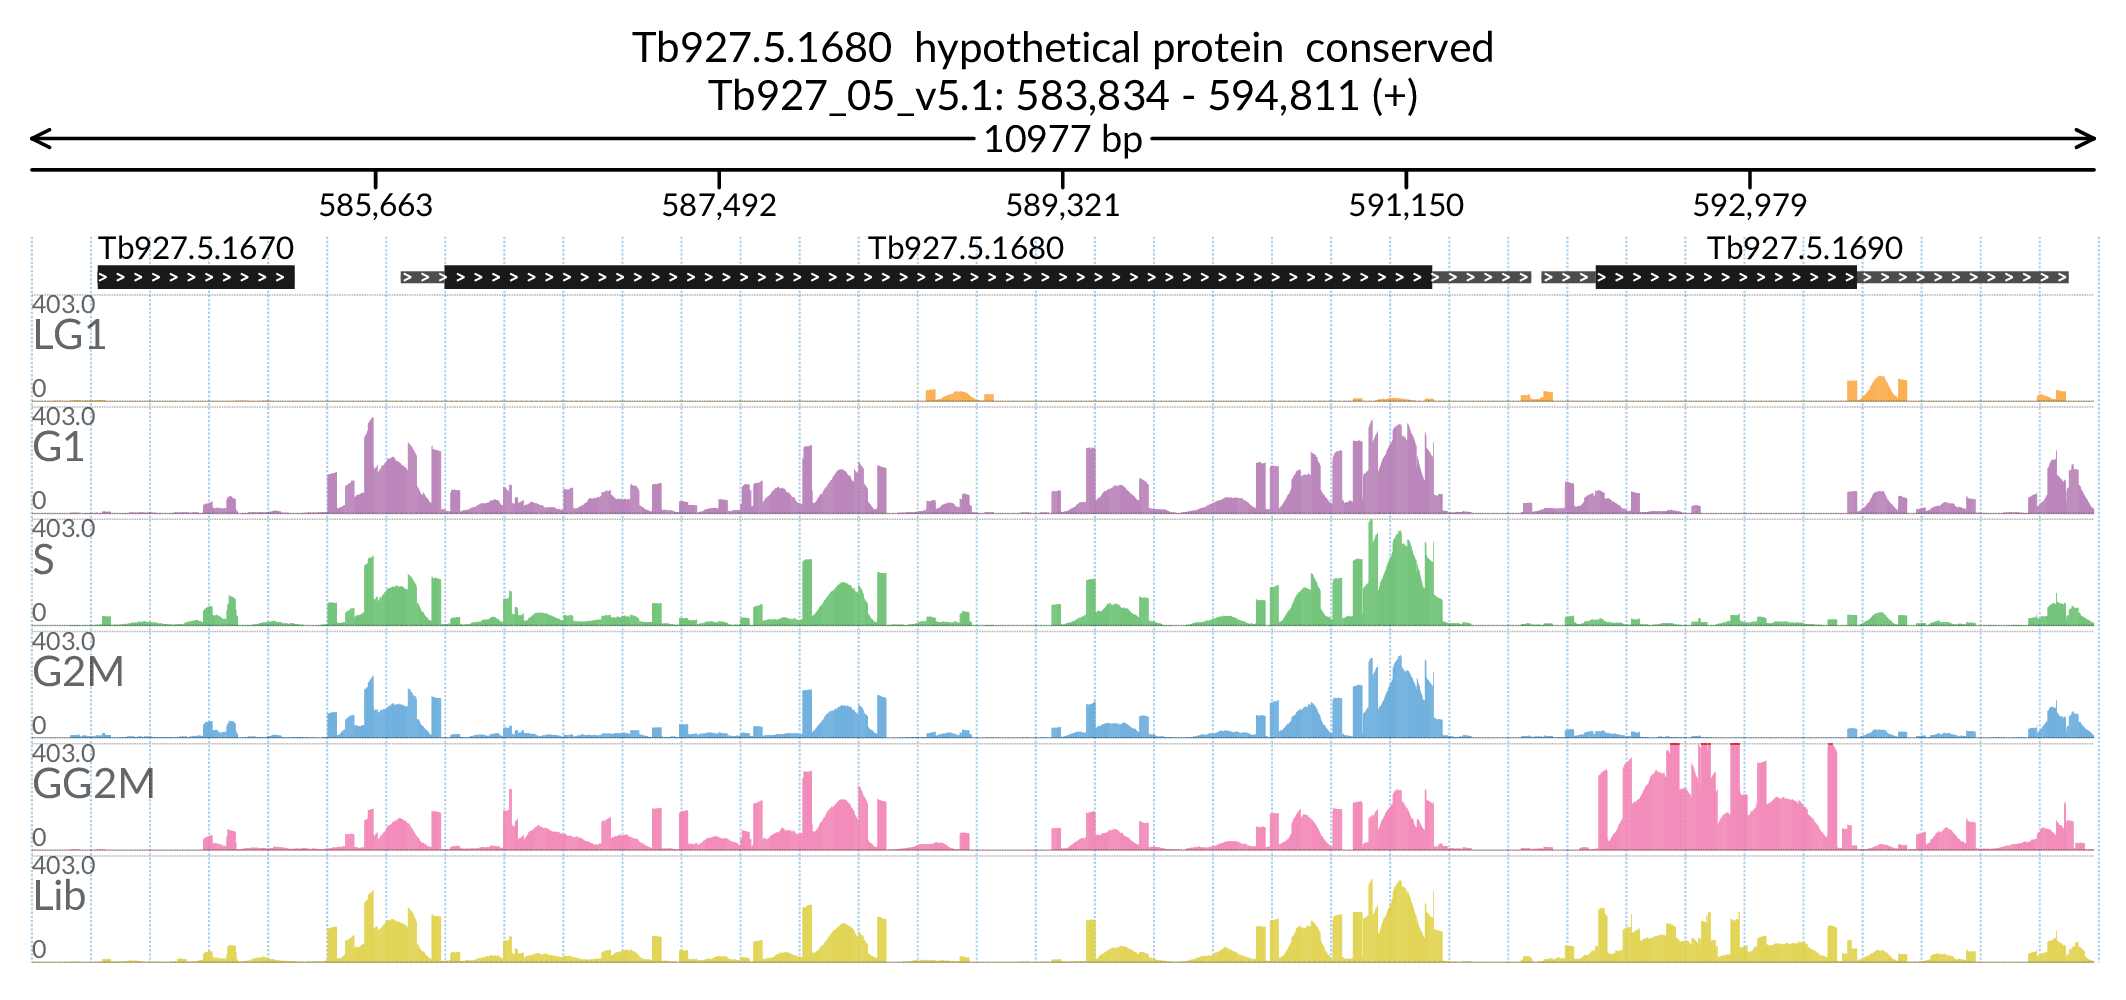 Tb927.5.1680 hypothetical protein conserved
Tb927_05_v5.1: 583,834 - 594,811 (+)
10977 bp
585,663 587,492 589,321 591,150 592,979
Tb927.5.1670 Tb927.5.1680 Tb927.5.1690
403.0
LG1
0
403.0
G1
0
403.0
S
0
403.0
G2M
0
403.0
GG2M
0
403.0
Lib
0